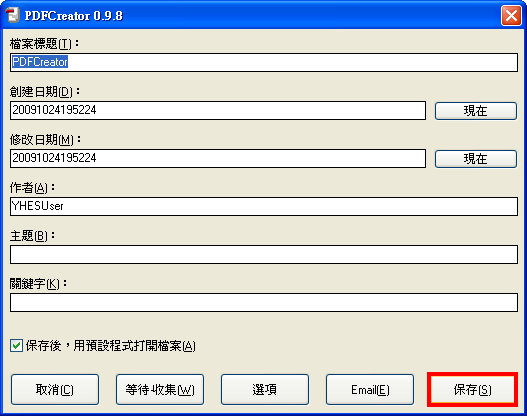 PDFCreator 0.9.8
檔案標題(T)：
PDFCreator
創建日期(D)：
20091024195224 現在
修改日期(M)：
20091024195224 現在
作者(A)：
YHESUser
主題(B)：
關鍵字(K)：
保存後，用預設程式打開檔案(A)
取消(C) 等待-收集(W) 選項 Email(E) 保存(S)